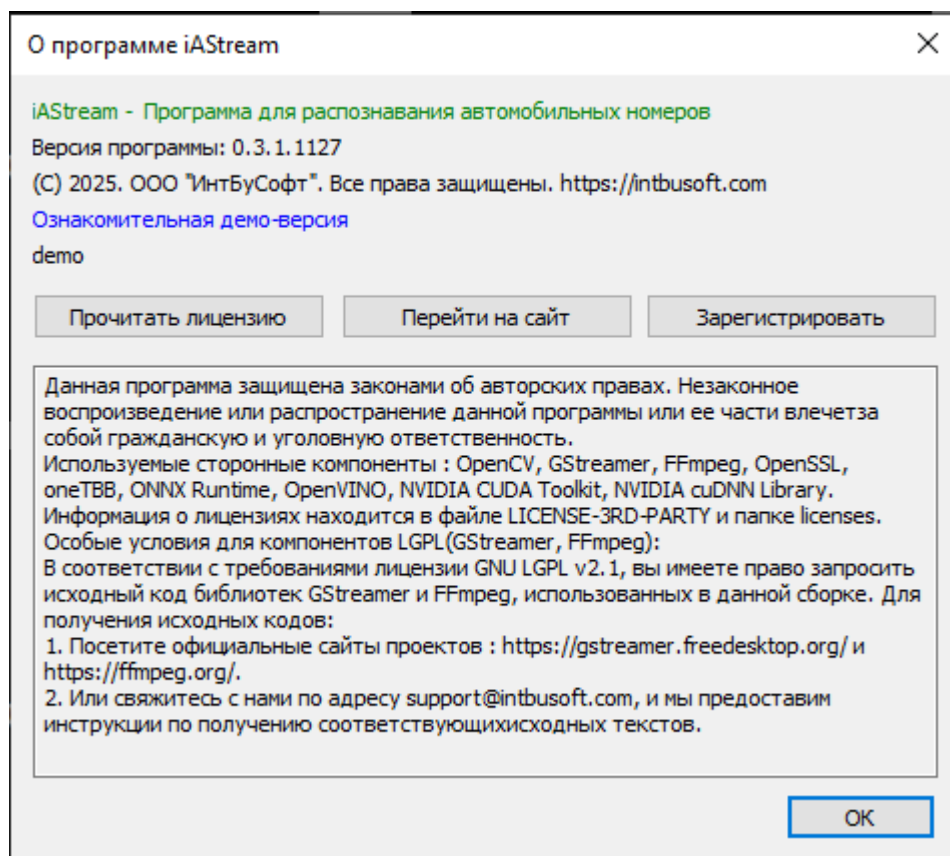 О программе iAStream
iAStream - Программа для распознавания автомобильных номеров
Версия программы: 0.3.1.1127
(C) 2025. ООО "ИнтБуСофт". Все права защищены. https://intbusoft.com
Ознакомительная демо-версия
demo
Прочитать лицензию Перейти на сайт Зарегистрировать
Данная программа защищена законами об авторских правах. Незаконное
воспроизведение или распространение данной программы или ее части влечетза
собой гражданскую и уголовную ответственность.
Используемые сторонные компоненты : OpenCV, GStreamer, FFmpeg, OpenSSL,
oneTBB, ONNX Runtime, OpenVINO, NVIDIA CUDA Toolkit, NVIDIA cuDNN Library.
Информация о лицензиях находится в файле LICENSE-3RD-PARTY и папке licenses.
Особые условия для компонентов LGPL(GStreamer, FFmpeg):
В соответствии с требованиями лицензии GNU LGPL v2.1, вы имеете право запросить
исходный код библиотек GStreamer и FFmpeg, использованных в данной сборке. Для
получения исходных кодов:
1. Посетите официальные сайты проектов : https://gstreamer.freedesktop.org/ и
https://ffmpeg.org/.
2. Или свяжитесь с нами по адресу support@intbusoft.com, и мы предоставим
инструкции по получению соответствующихисходных текстов.
OK